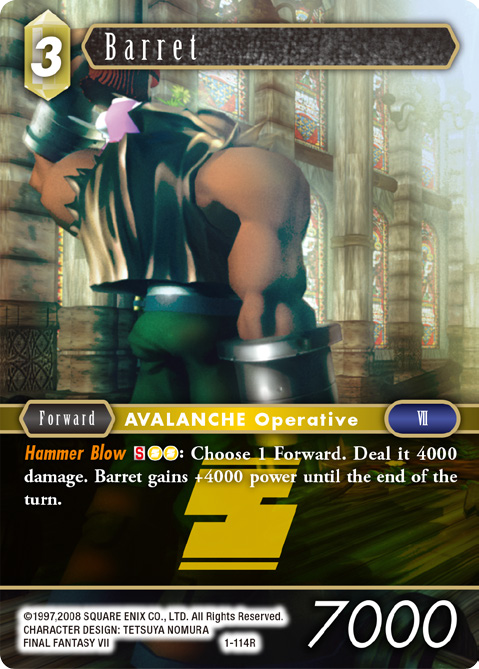 3
Barret
Forward
AVALANCHE Operative
VII
Hammer Blow S: Choose 1 Forward. Deal it 4000
damage. Barret gains +4000 power until the end of the
turn.
©1997,2008 SQUARE ENIX CO., LTD. All Rights Reserved.
CHARACTER DESIGN: TETSUYA NOMURA
FINAL FANTASY VII
1-114R
7000